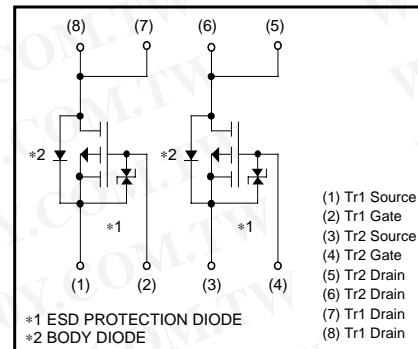 (8) (7) (6) (5)
∗2 ∗2
∗1 ∗1
(1) (2) (3) (4)
(1) Tr1 Source
(2) Tr1 Gate
(3) Tr2 Source
(4) Tr2 Gate
(5) Tr2 Drain
(6) Tr2 Drain
(7) Tr1 Drain
(8) Tr1 Drain
∗1 ESD PROTECTION DIODE
∗2 BODY DIODE